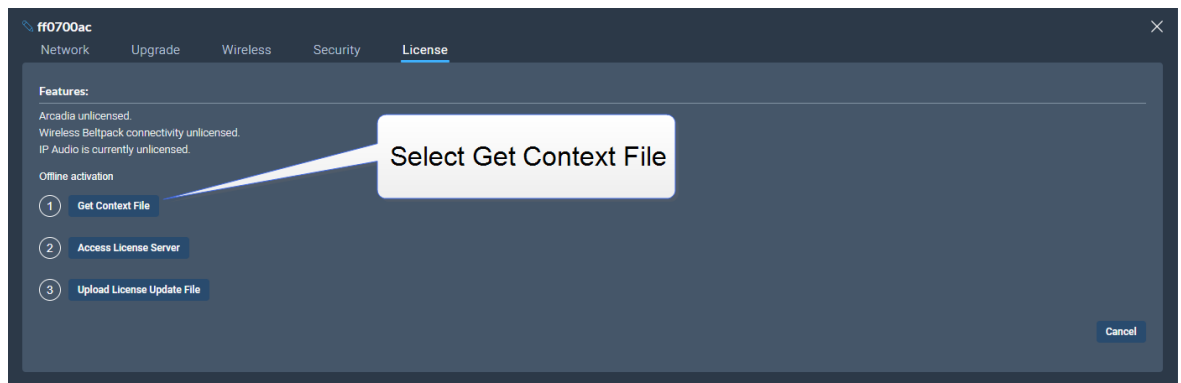 ff0700ac
Network Upgrade Wireless Security License
Features:
Arcadia unlicensed.
Wireless Beltpack connectivity unlicensed.
IP Audio is currently unlicensed.
Select Get Context File
Offline activation
1 Get Context File
2 Access License Server
3 Upload License Update File
Cancel